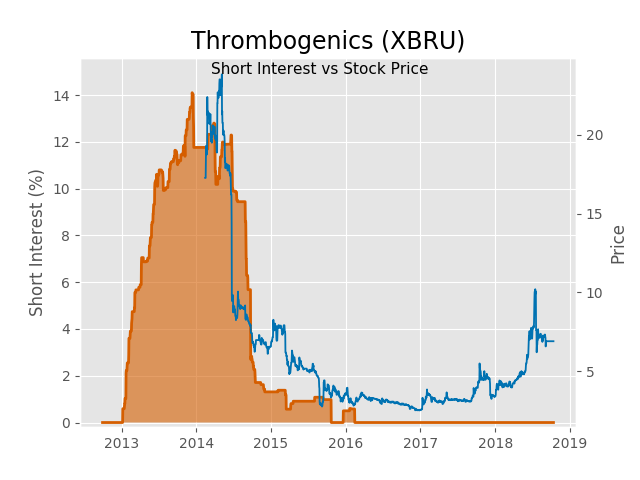 Thrombogenics (XBRU)
Short Interest vs Stock Price
Short Interest (%)
14
12
10
8
6
4
2
0
20
15
10
5
Price
2013 2014 2015 2016 2017 2018 2019